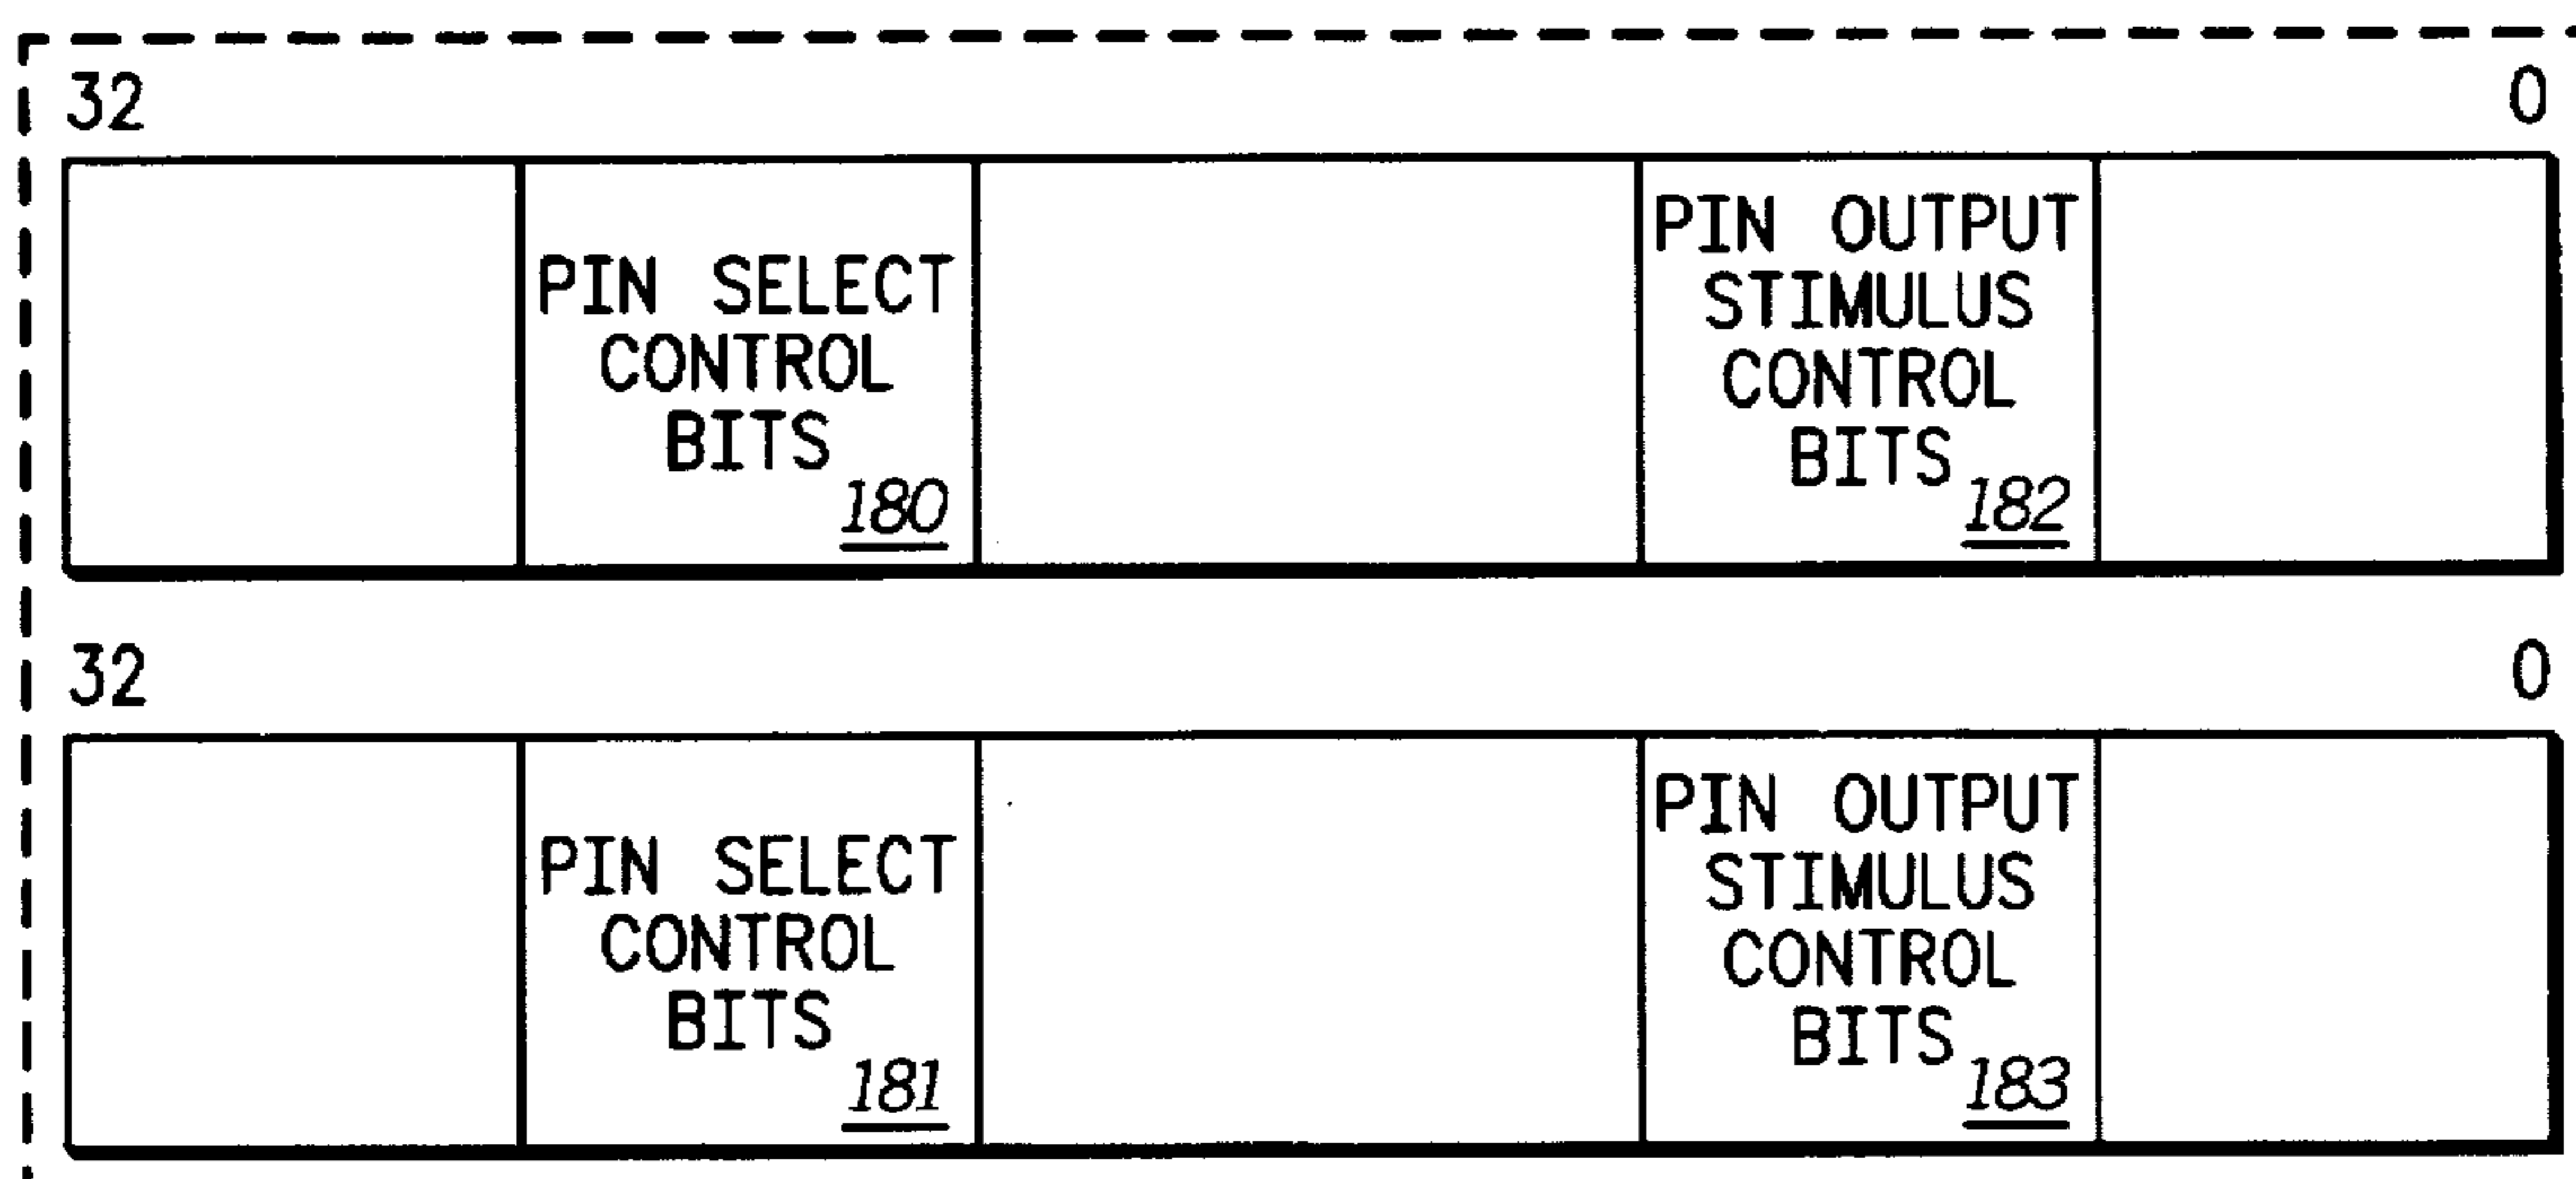 32 0
PIN SELECT
CONTROL
BITS
180
PIN OUTPUT
STIMULUS
CONTROL
BITS
182
32 0
PIN SELECT
CONTROL
BITS
181
PIN OUTPUT
STIMULUS
CONTROL
BITS
183